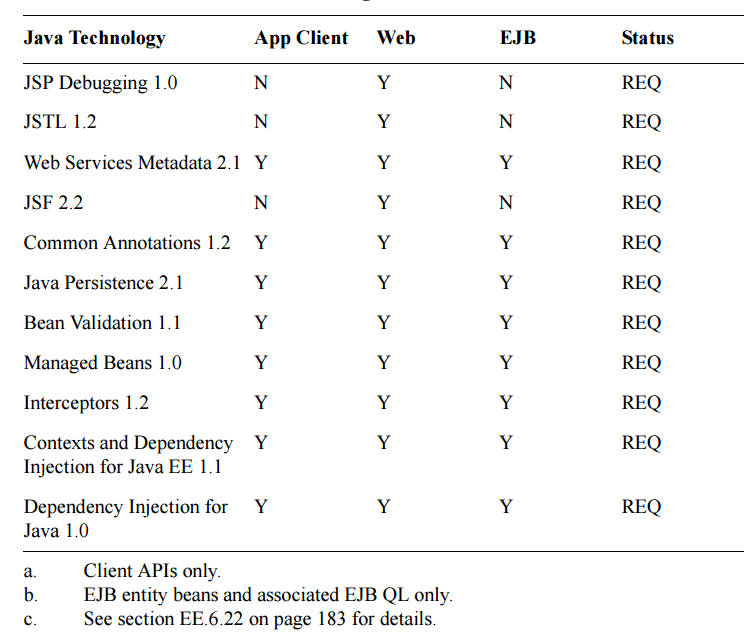 Java Technology App Client Web EJB Status
JSP Debugging 1.0 N Y N REQ
JSTL 1.2 N Y N REQ
Web Services Metadata 2.1 Y Y Y REQ
JSF 2.2 N Y N REQ
Common Annotations 1.2 Y Y Y REQ
Java Persistence 2.1 Y Y Y REQ
Bean Validation 1.1 Y Y Y REQ
Managed Beans 1.0 Y Y Y REQ
Interceptors 1.2 Y Y Y REQ
Contexts and Dependency Y Y Y REQ
Injection for Java EE 1.1
Dependency Injection for Y Y Y REQ
Java 1.0
a. Client APIs only.
b. EJB entity beans and associated EJB QL only.
c. See section EE.6.22 on page 183 for details.